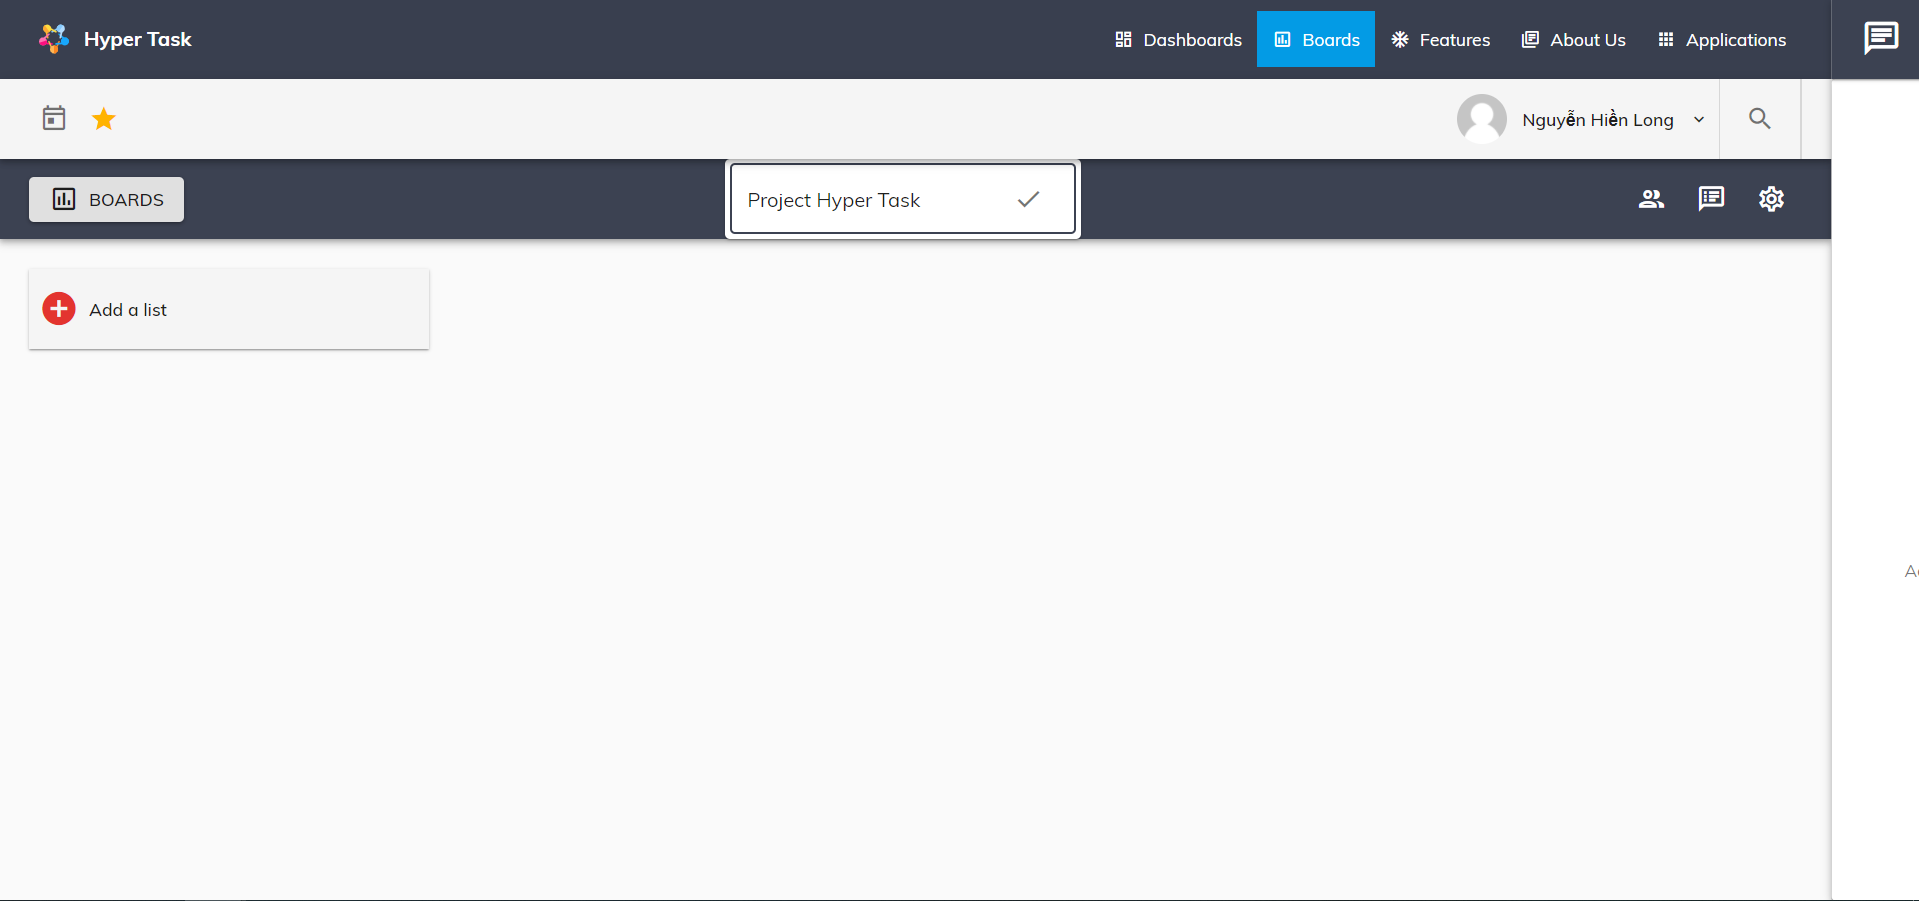 Hyper Task
Dashboards
Boards
Features
About Us
Applications
Nguyễn Hiền Long
BOARDS
Project Hyper Task
Add a list